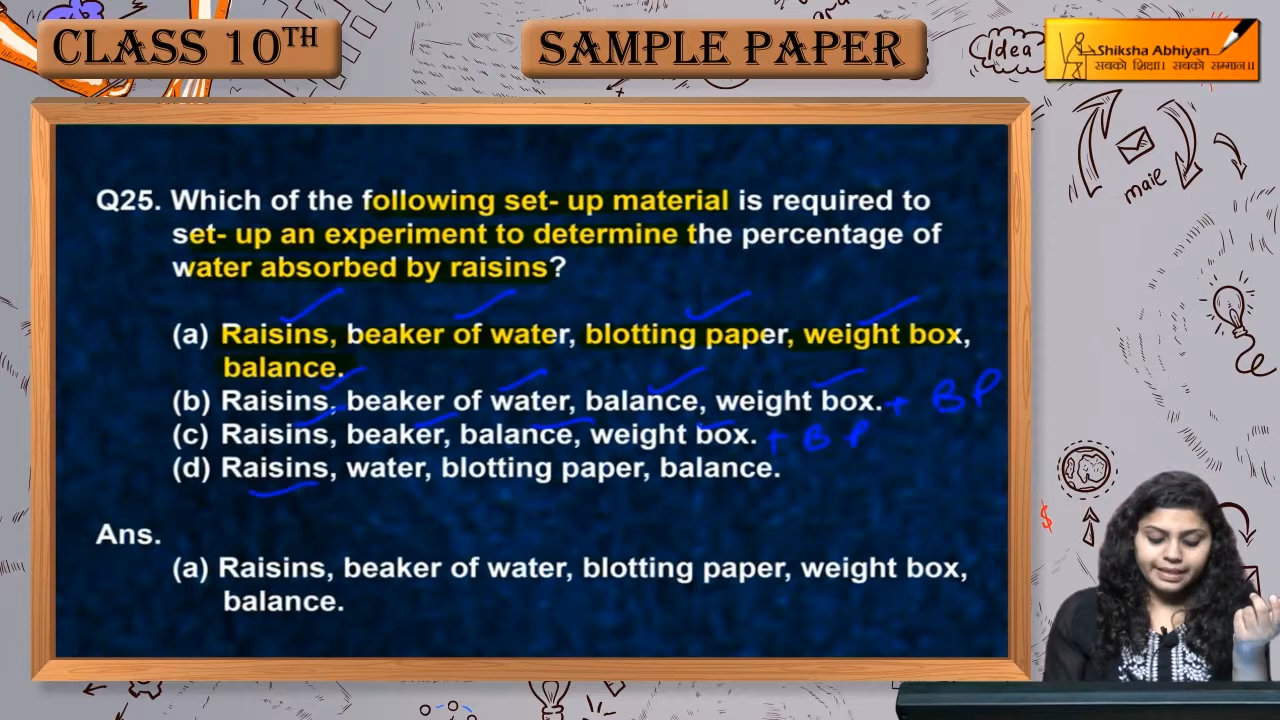 CLASS 10TH
SAMPLE PAPER
Idea
Shiksha Abhiyan
सबको शिक्षा। सबको सम्मान॥
maie
Q25. Which of the following set- up material is required to
set- up an experiment to determine the percentage of
water absorbed by raisins?
(a) Raisins, beaker of water, blotting paper, weight box,
balance.
(b) Raisins, beaker of water, balance, weight box. + B P
(c) Raisins, beaker, balance, weight box. + B P
(d) Raisins, water, blotting paper, balance.
Ans.
(a) Raisins, beaker of water, blotting paper, weight box,
balance.
$